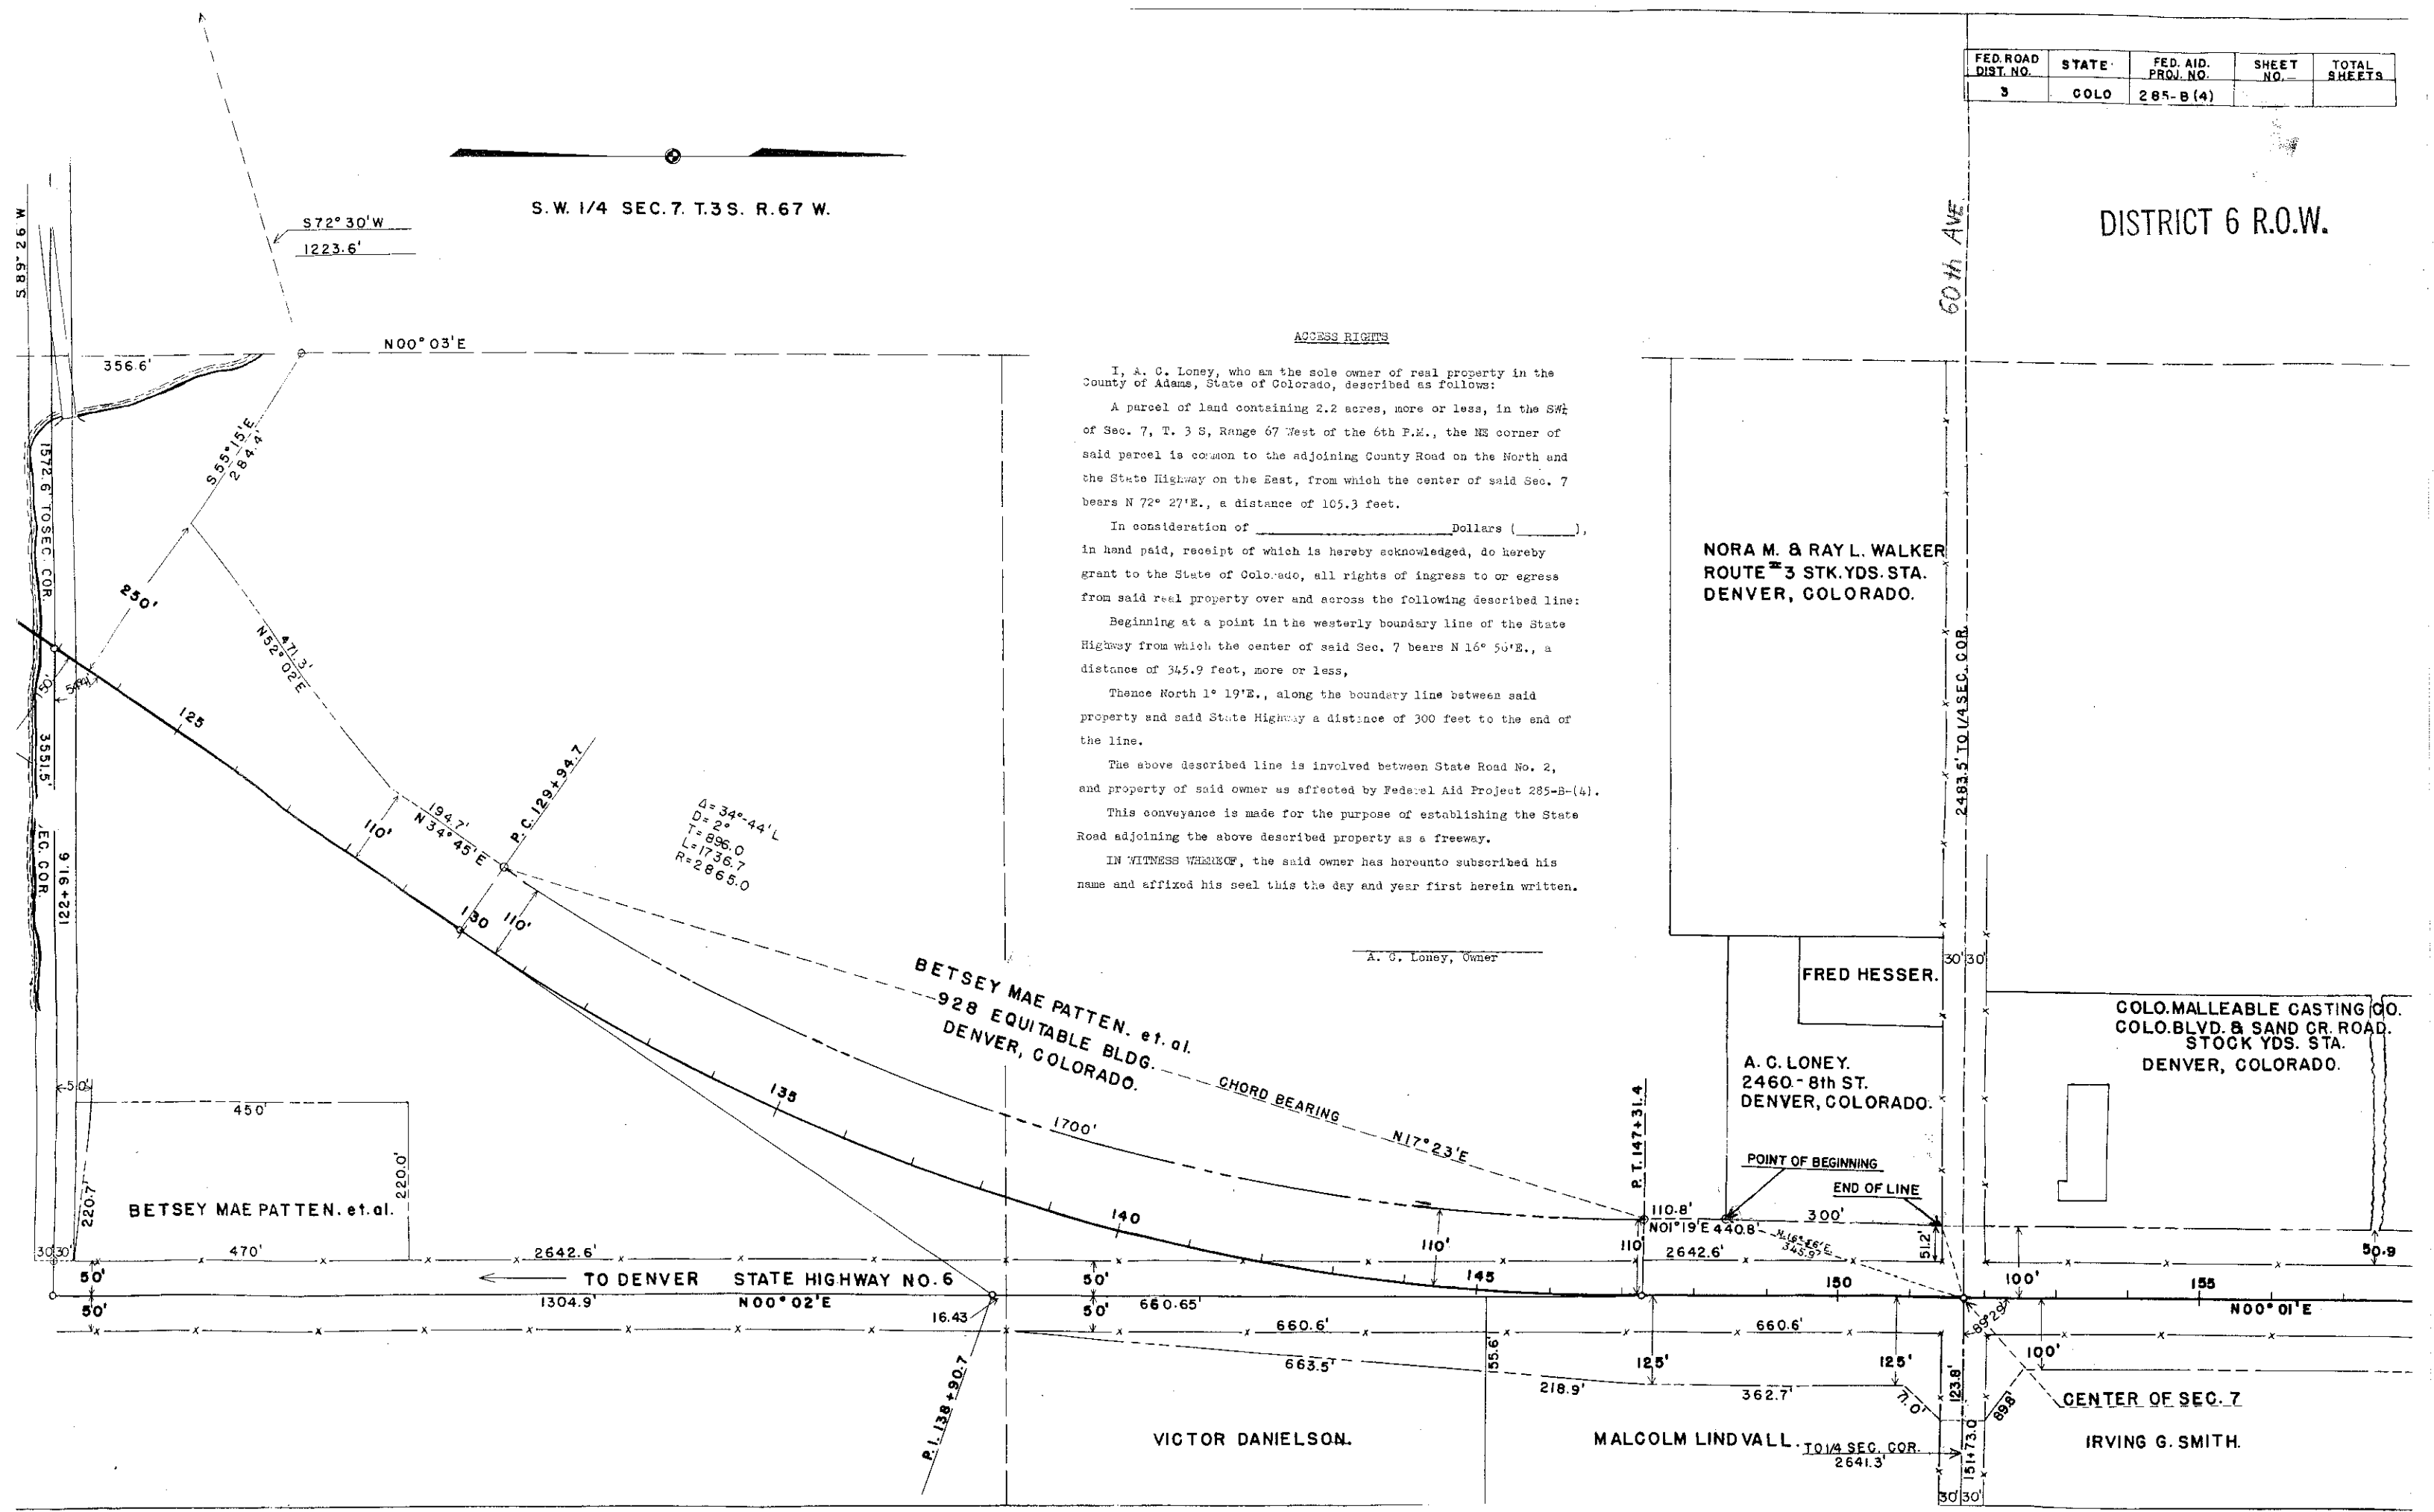 FED. ROAD DIST. NO.
STATE
FED. AID. PROJ. NO.
SHEET NO.
TOTAL SHEETS
3
COLO
285-B(4)
DISTRICT 6 R.O.W.
60th AVE.
S.W. 1/4 SEC. 7. T.3S. R.67 W.
S72°30'W
1223.6'
S 89° 26 W
N00°03'E
356.6'
S55°15'E
284.4'
1572.6' TO SEC. COR.
250'
471.3'
N52°02'E
125
3551.5'
EC. COR.
194.7'
N34°45'E
110'
P.C. 129+94.7
Δ=34°-44' L
D=2°
T=896.0
L=1736.7
R=2865.0
130
110'
ACCESS RIGHTS
I, A. C. Loney, who am the sole owner of real property in the
County of Adams, State of Colorado, described as follows:
A parcel of land containing 2.2 acres, more or less, in the SW¼
of Sec. 7, T. 3 S, Range 67 West of the 6th P.M., the NE corner of
said parcel is common to the adjoining County Road on the North and
the State Highway on the East, from which the center of said Sec. 7
bears N 72° 27'E., a distance of 105.3 feet.
In consideration of ____ Dollars (____),
in hand paid, receipt of which is hereby acknowledged, do hereby
grant to the State of Colorado, all rights of ingress to or egress
from said real property over and across the following described line:
Beginning at a point in the westerly boundary line of the State
Highway from which the center of said Sec. 7 bears N 16° 56'E., a
distance of 345.9 feet, more or less,
Thence North 1° 19'E., along the boundary line between said
property and said State Highway a distance of 300 feet to the end of
the line.
The above described line is involved between State Road No. 2,
and property of said owner as affected by Federal Aid Project 285-B-(4).
This conveyance is made for the purpose of establishing the State
Road adjoining the above described property as a freeway.
IN WITNESS WHEREOF, the said owner has hereunto subscribed his
name and affixed his seal this the day and year first herein written.
A. C. Loney, Owner
NORA M. & RAY L. WALKER
ROUTE #3 STK. YDS. STA.
DENVER, COLORADO.
2483.5' TO 1/4 SEC. COR.
30' 30'
FRED HESSER.
COLO. MALLEABLE CASTING CO.
COLO. BLVD. & SAND CR. ROAD.
STOCK YDS. STA.
DENVER, COLORADO.
A. C. LONEY.
2460-8th ST.
DENVER, COLORADO.
BETSEY MAE PATTEN. et. al.
928 EQUITABLE BLDG.
DENVER, COLORADO.
CHORD BEARING
N17°23'E
135
1700'
P.T. 147+31.4
POINT OF BEGINNING
END OF LINE
50'
450'
220.0'
220.7'
BETSEY MAE PATTEN. et. al.
140
110.8'
N01°19'E 440.8'
300'
N 16° 56'E
345.9'
51.2'
50.9
30 30'
470'
2642.6'
110'
110'
2642.6'
50'
TO DENVER STATE HIGHWAY NO. 6
50'
145
150
100'
155
50'
1304.9'
N00°02'E
16.43
50'
660.65'
N00°01'E
660.6'
660.6'
89°29'
663.5'
155.6'
125'
125'
100'
218.9'
362.7'
71.0'
123.8'
89.8'
P.I. 138+90.7
CENTER OF SEC. 7
VICTOR DANIELSON.
MALCOLM LINDVALL.
TO 1/4 SEC. COR.
2641.3'
151+73.0
IRVING G. SMITH.
30' 30'